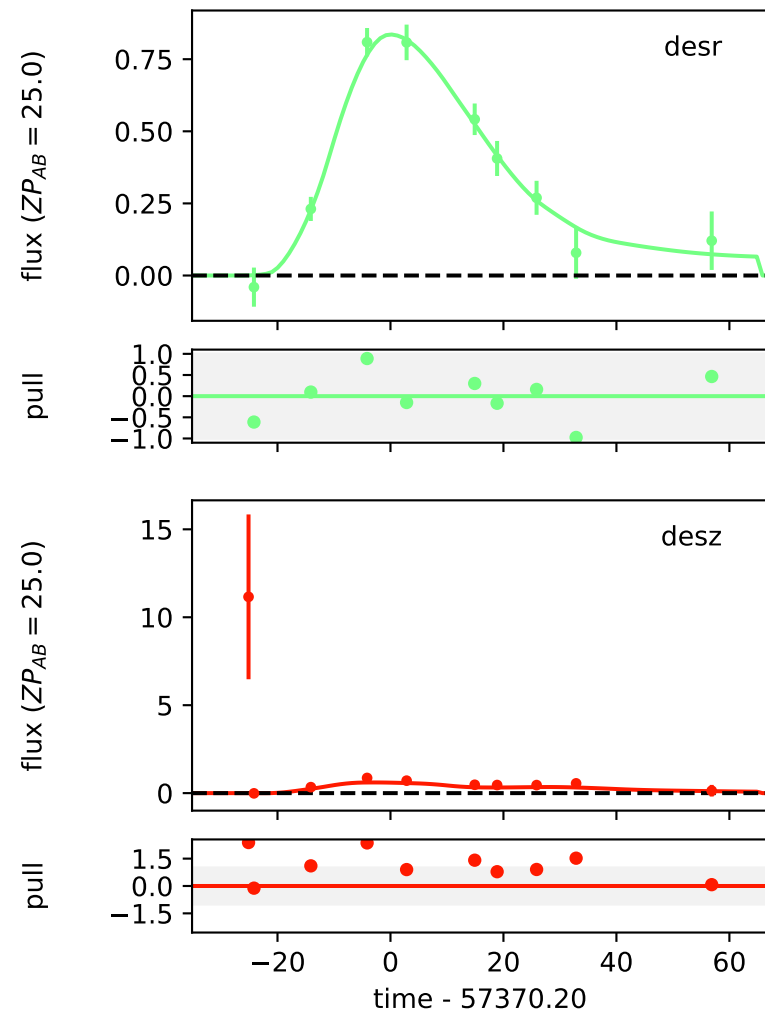 desr
flux (ZP_AB = 25.0)
0.75
0.50
0.25
0.00
pull
1.0
0.5
0.0
−0.5
−1.0
desz
flux (ZP_AB = 25.0)
15
10
5
0
pull
1.5
0.0
−1.5
−20 0 20 40 60
time - 57370.20